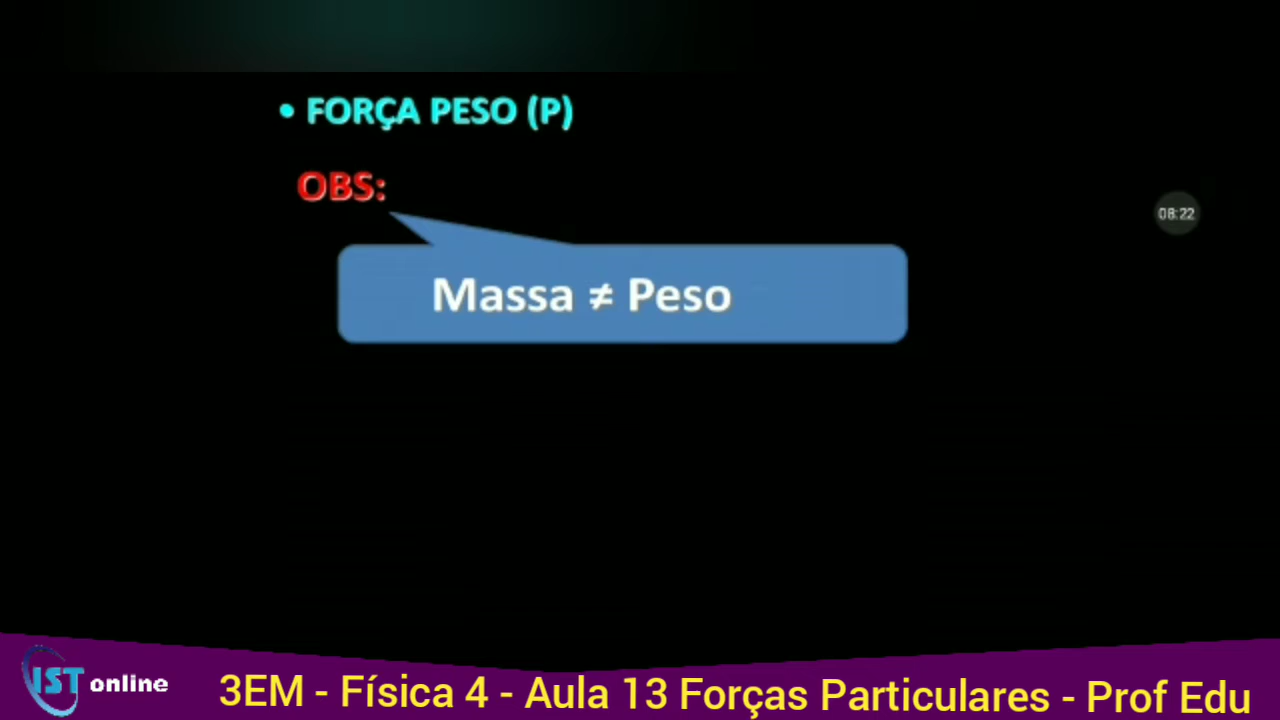 • FORÇA PESO (P)
OBS:
08:22
Massa ≠ Peso
IST online
3EM - Física 4 - Aula 13 Forças Particulares - Prof Edu